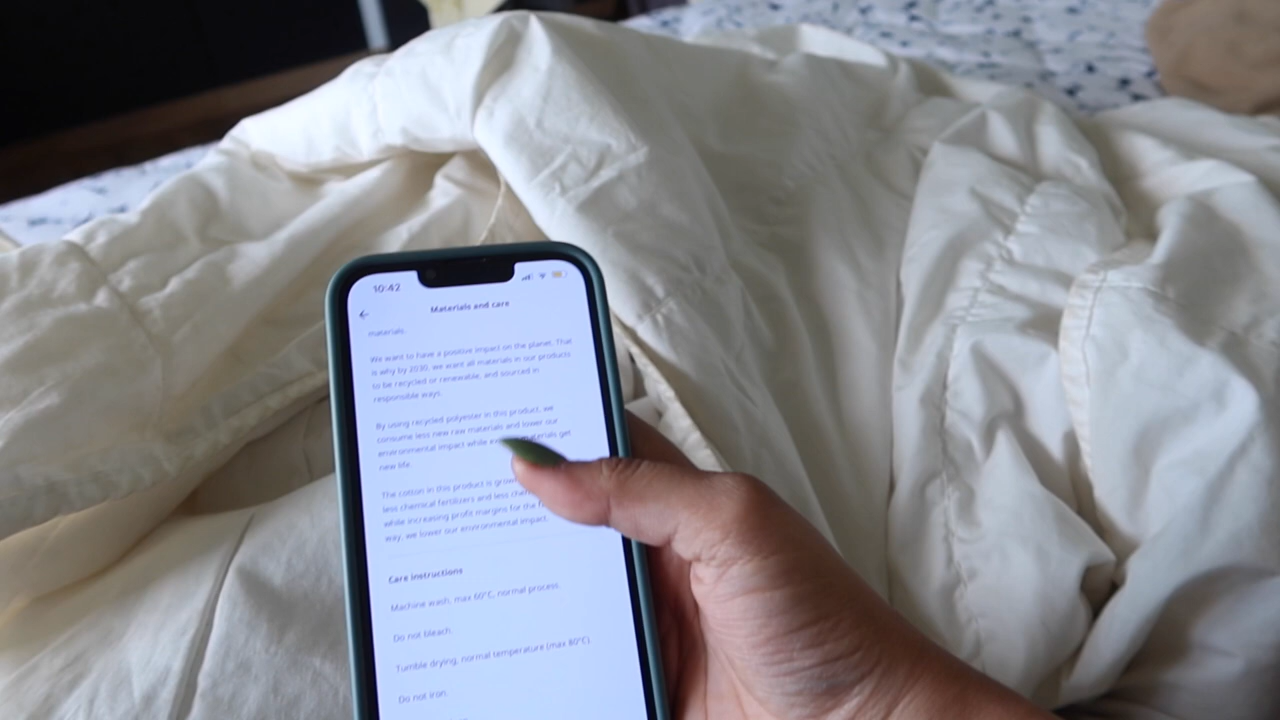 10:42
Materials and care
materials.
We want to have a positive impact on the planet. That
is why by 2030, we want all materials in our products
to be recycled or renewable, and sourced in
responsible ways.
By using recycled polyester in this product, we
consume less new raw materials and lower our
environmental impact while materials get
new life.
The cotton in this product is
less chemical fertilizers and less
while increasing profit margins for the
way, we lower our environmental impact.
Care instructions
Machine wash, max 60°C, normal process.
Do not bleach.
Tumble drying, normal temperature (max 80°C).
Do not iron.